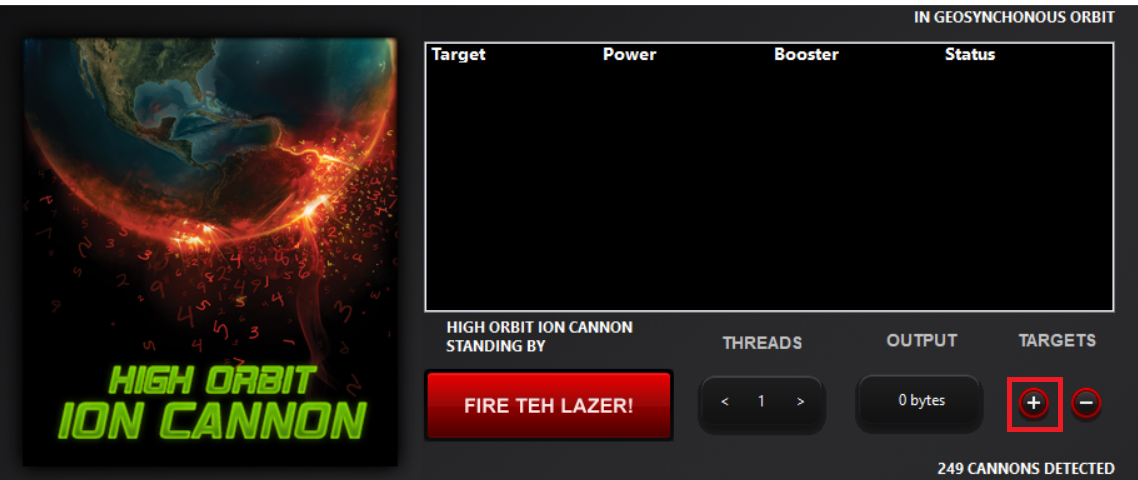 IN GEOSYNCHONOUS ORBIT
Target Power Booster Status
HIGH ORBIT
ION CANNON
HIGH ORBIT ION CANNON
STANDING BY
THREADS
OUTPUT
TARGETS
FIRE TEH LAZER!
< 1 >
0 bytes
+
−
249 CANNONS DETECTED